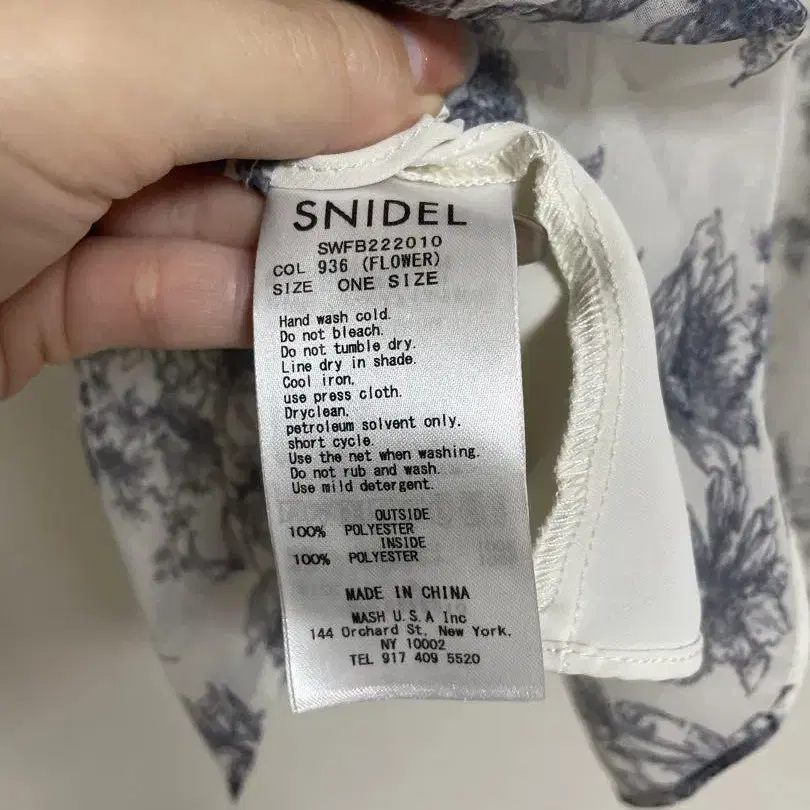 SNIDEL
SWFB222010
COL 936 (FLOWER)
SIZE ONE SIZE
Hand wash cold.
Do not bleach.
Do not tumble dry.
Line dry in shade.
Cool iron,
use press cloth.
Dryclean,
petroleum solvent only.
short cycle.
Use the net when washing.
Do not rub and wash.
Use mild detergent.
OUTSIDE
100% POLYESTER
INSIDE
100% POLYESTER
MADE IN CHINA
MASH U.S.A Inc
144 Orchard St, New York,
NY 10002
TEL 917 409 5520